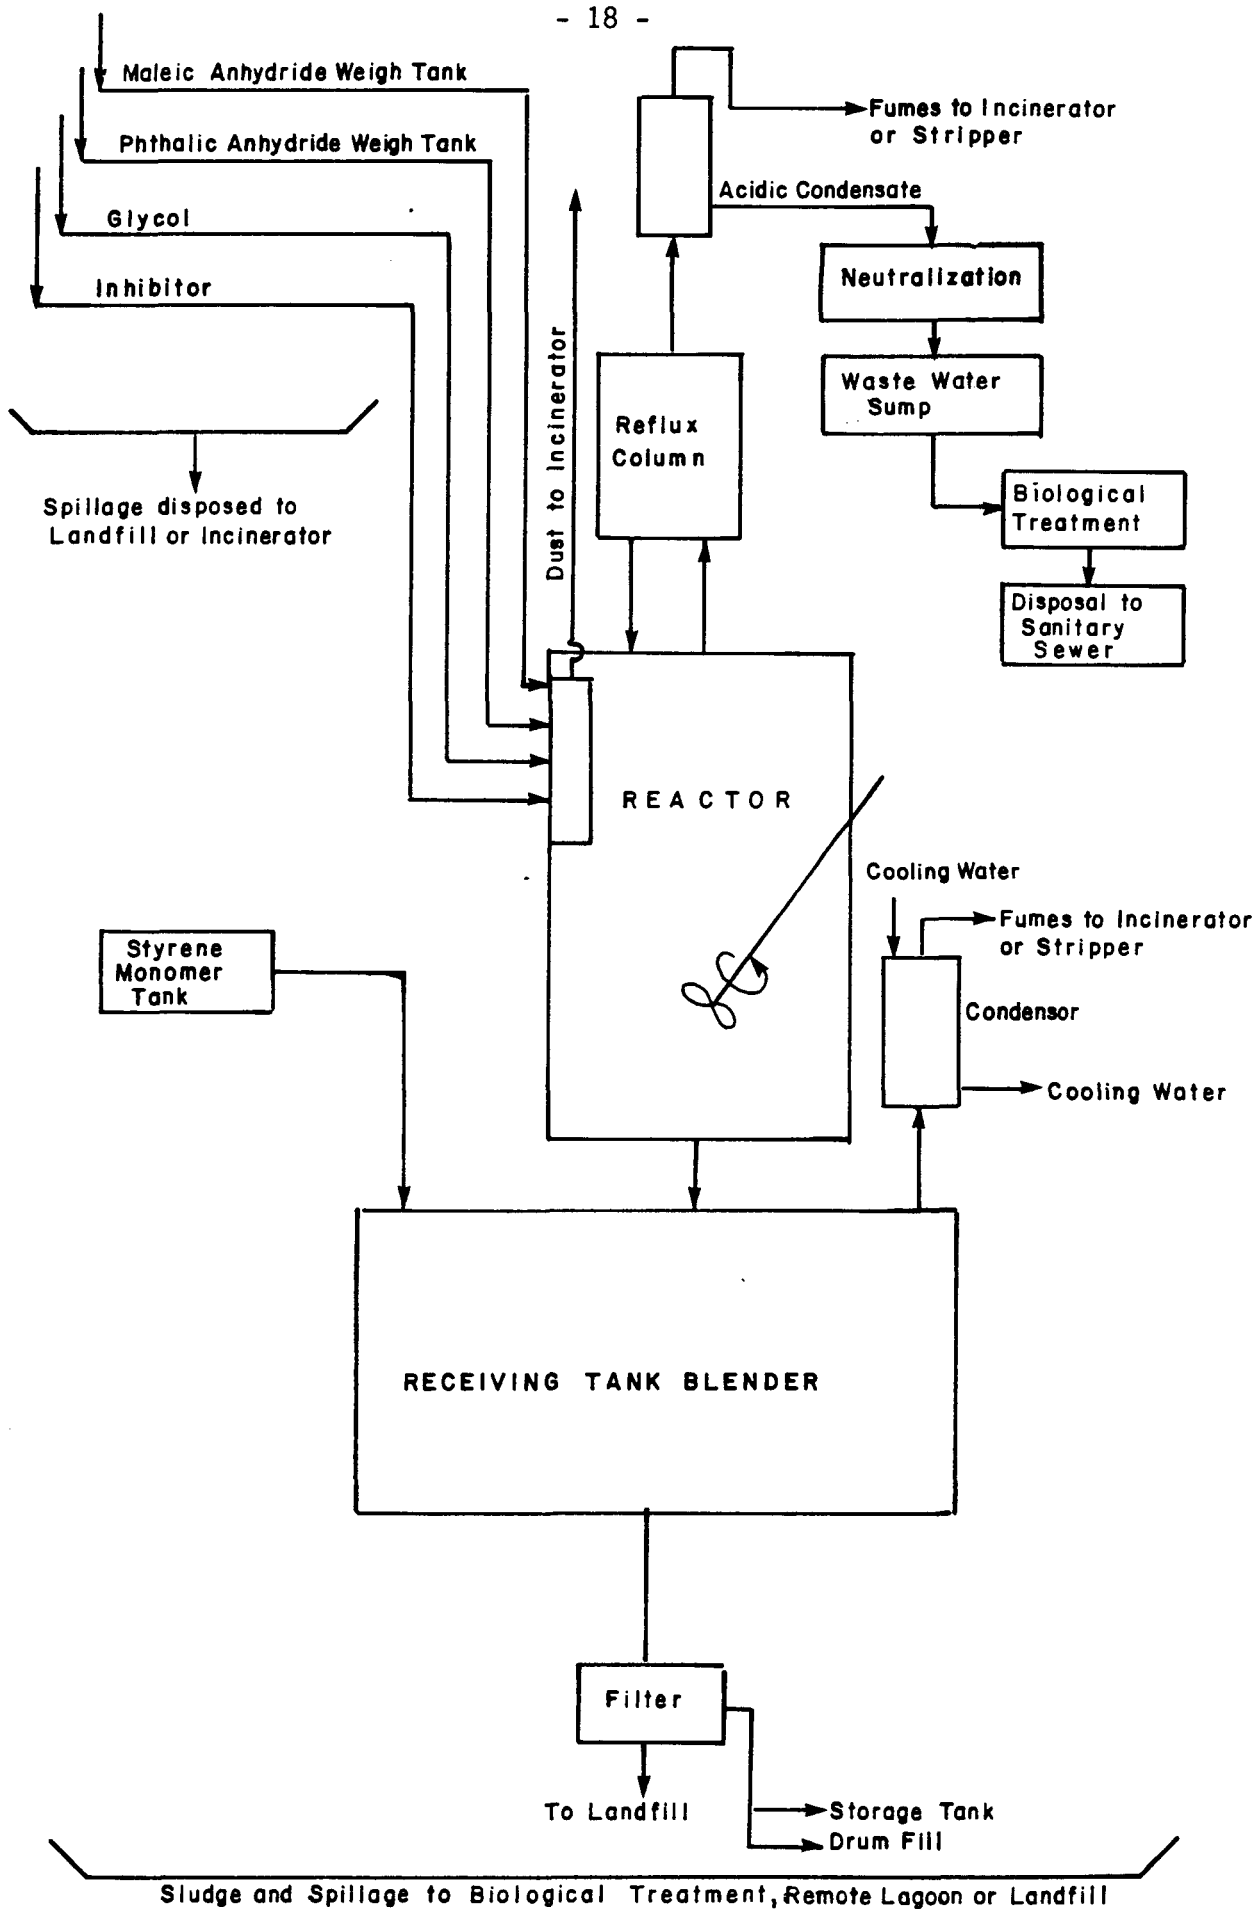 - 18 -
Maleic Anhydride Weigh Tank
Phthalic Anhydride Weigh Tank
Glycol
Inhibitor
Spillage disposed to
Landfill or Incinerator
Dust to Incinerator
Fumes to Incinerator
or Stripper
Acidic Condensate
Neutralization
Waste Water
Sump
Biological
Treatment
Disposal to
Sanitary
Sewer
Reflux
Column
REACTOR
Cooling Water
Fumes to Incinerator
or Stripper
Condensor
Cooling Water
Styrene
Monomer
Tank
RECEIVING TANK BLENDER
Filter
To Landfill
Storage Tank
Drum Fill
Sludge and Spillage to Biological Treatment, Remote Lagoon or Landfill